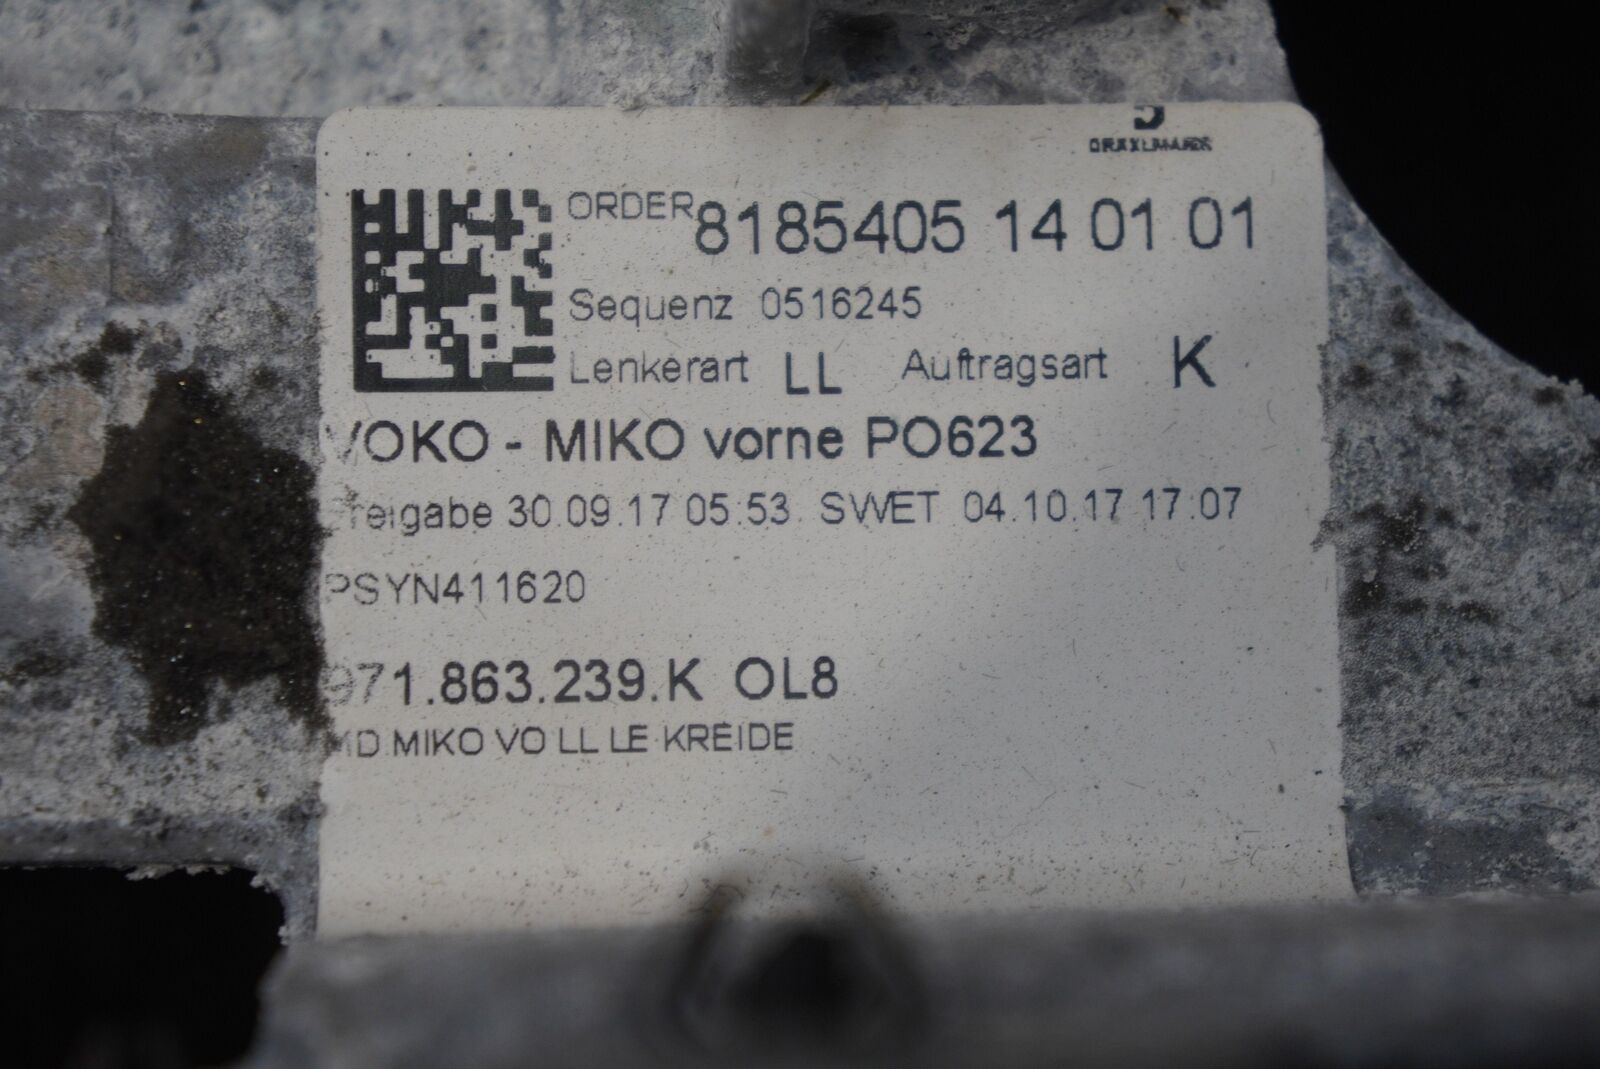 DRÄXLMAIER
ORDER 8185405 14 01 01
Sequenz 0516245
Lenkerart LL Auftragsart K
VOKO - MIKO vorne PO623
Freigabe 30.09.17 05:53 SWET 04.10.17 17:07
PSYN411620
971.863.239.K OL8
MD MIKO VO LL LE KREIDE